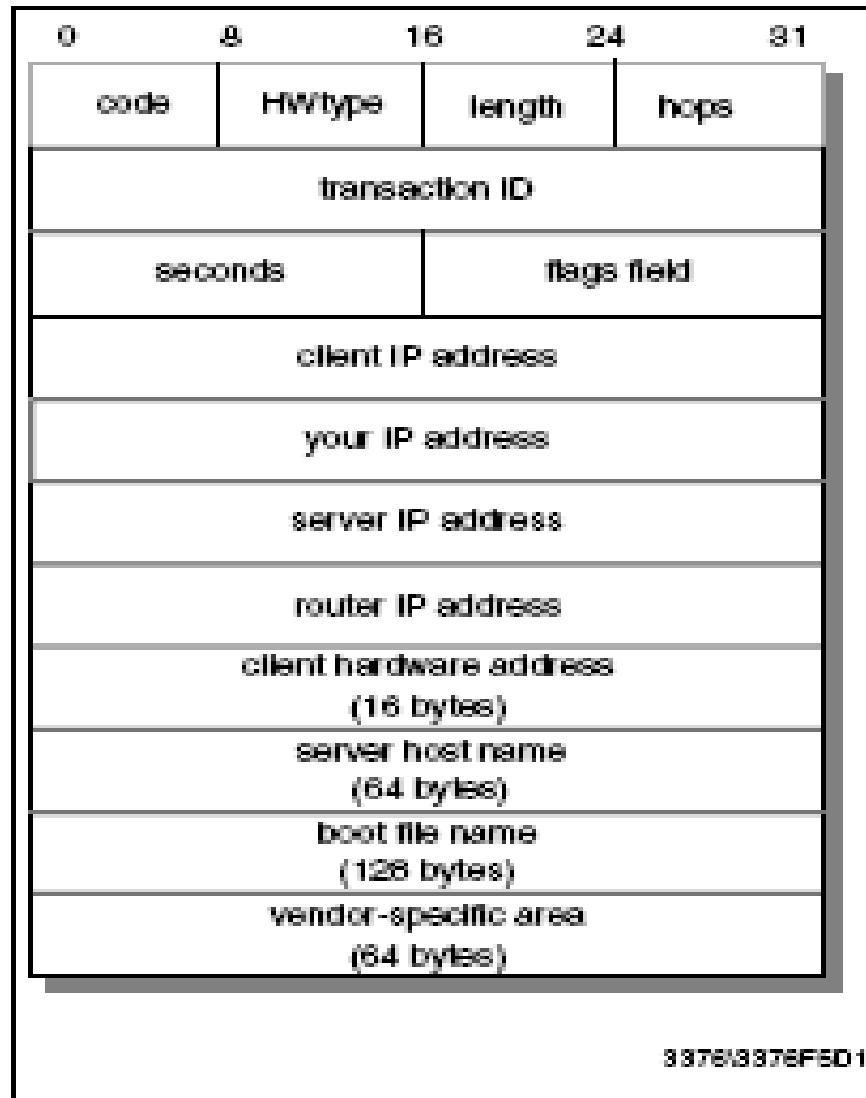 0 8 16 24 31
code HWtype length hops
transaction ID
seconds flags field
client IP address
your IP address
server IP address
router IP address
client hardware address
(16 bytes)
server host name
(64 bytes)
boot file name
(128 bytes)
vendor-specific area
(64 bytes)
3376\3376F5D1